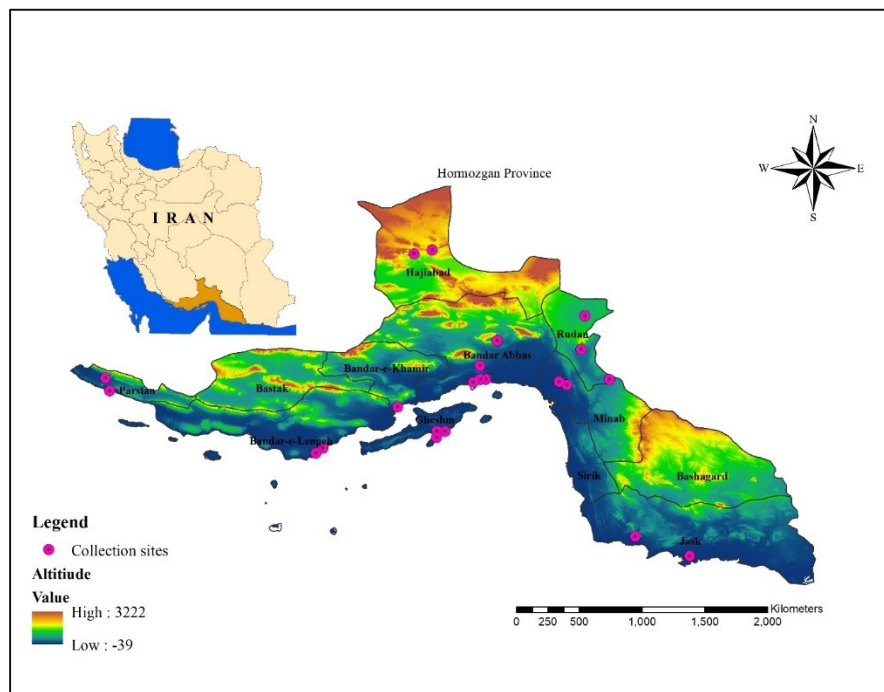 N
W E
S
Hormozgan Province
I R A N
Hajiabad
Rudan
Bandar Abbas
Bandar-e-Khamir
Parsian
Bastak
Minab
Gheshm
Bandar-e-Lengeh
Sirik
Bashagard
Jask
Legend
Collection sites
Altitiude
Value
High : 3222
Low : -39
Kilometers
0 250 500 1,000 1,500 2,000